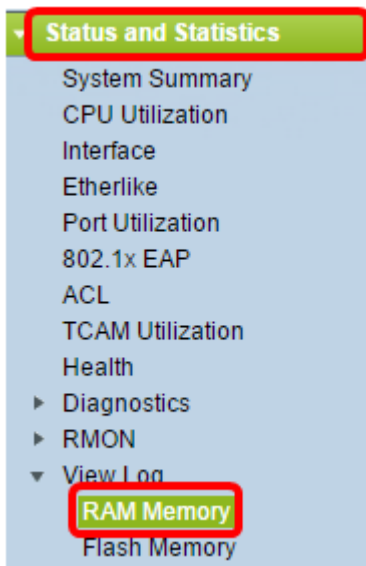 Status and Statistics
System Summary
CPU Utilization
Interface
Etherlike
Port Utilization
802.1x EAP
ACL
TCAM Utilization
Health
Diagnostics
RMON
View Log
RAM Memory
Flash Memory